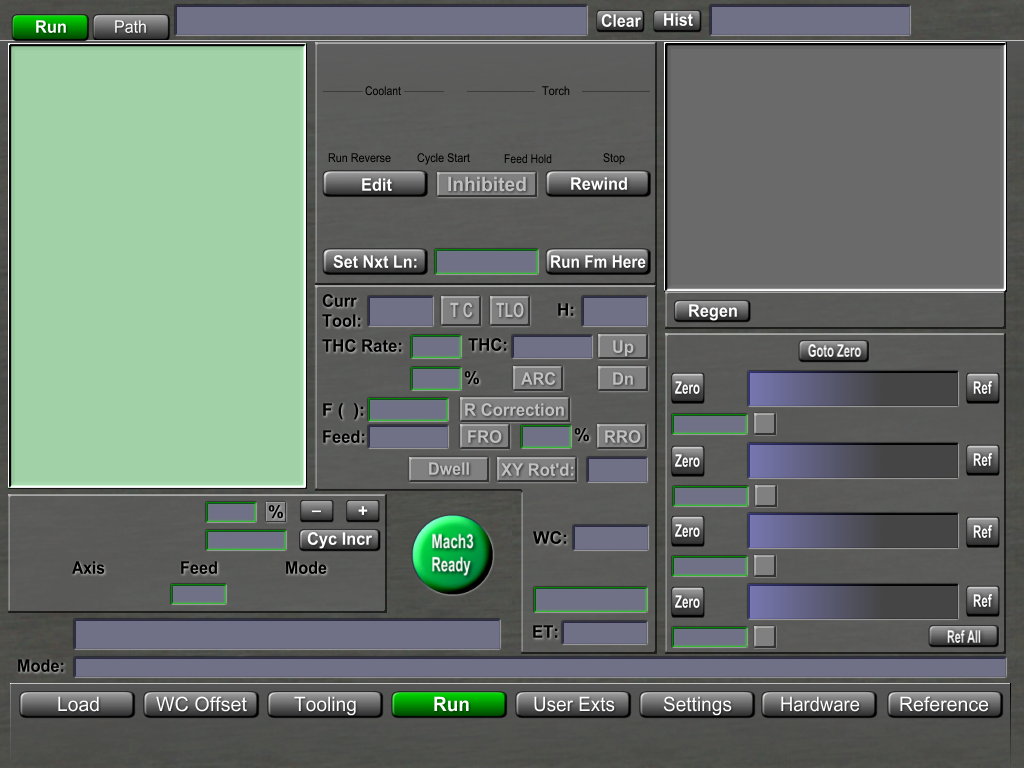 Run Path Clear Hist
Coolant Torch
Run Reverse Cycle Start Feed Hold Stop
Edit Inhibited Rewind
Set Nxt Ln: Run Fm Here
Curr
Tool: T C TLO H:
THC Rate: THC: Up
% ARC Dn
F ( ): R Correction
Feed: FRO % RRO
Dwell XY Rot'd:
Regen
Goto Zero
Zero Ref
Zero Ref
Zero Ref
Zero Ref
Ref All
% − +
Cyc Incr
Axis Feed Mode
Mach3
Ready
WC:
ET:
Mode:
Load WC Offset Tooling Run User Exts Settings Hardware Reference